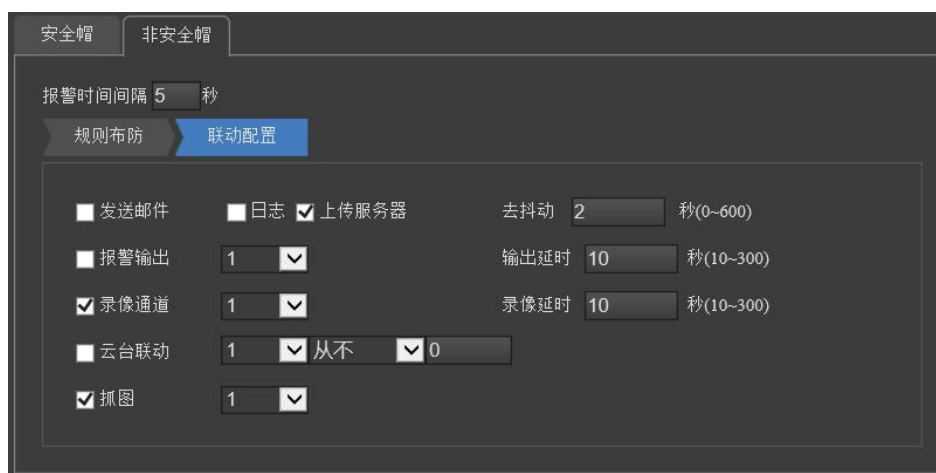 安全帽 非安全帽
报警时间间隔 5 秒
规则布防 联动配置
发送邮件 日志 上传服务器 去抖动 2 秒(0~600)
报警输出 1 输出延时 10 秒(10~300)
录像通道 1 录像延时 10 秒(10~300)
云台联动 1 从不 0
抓图 1